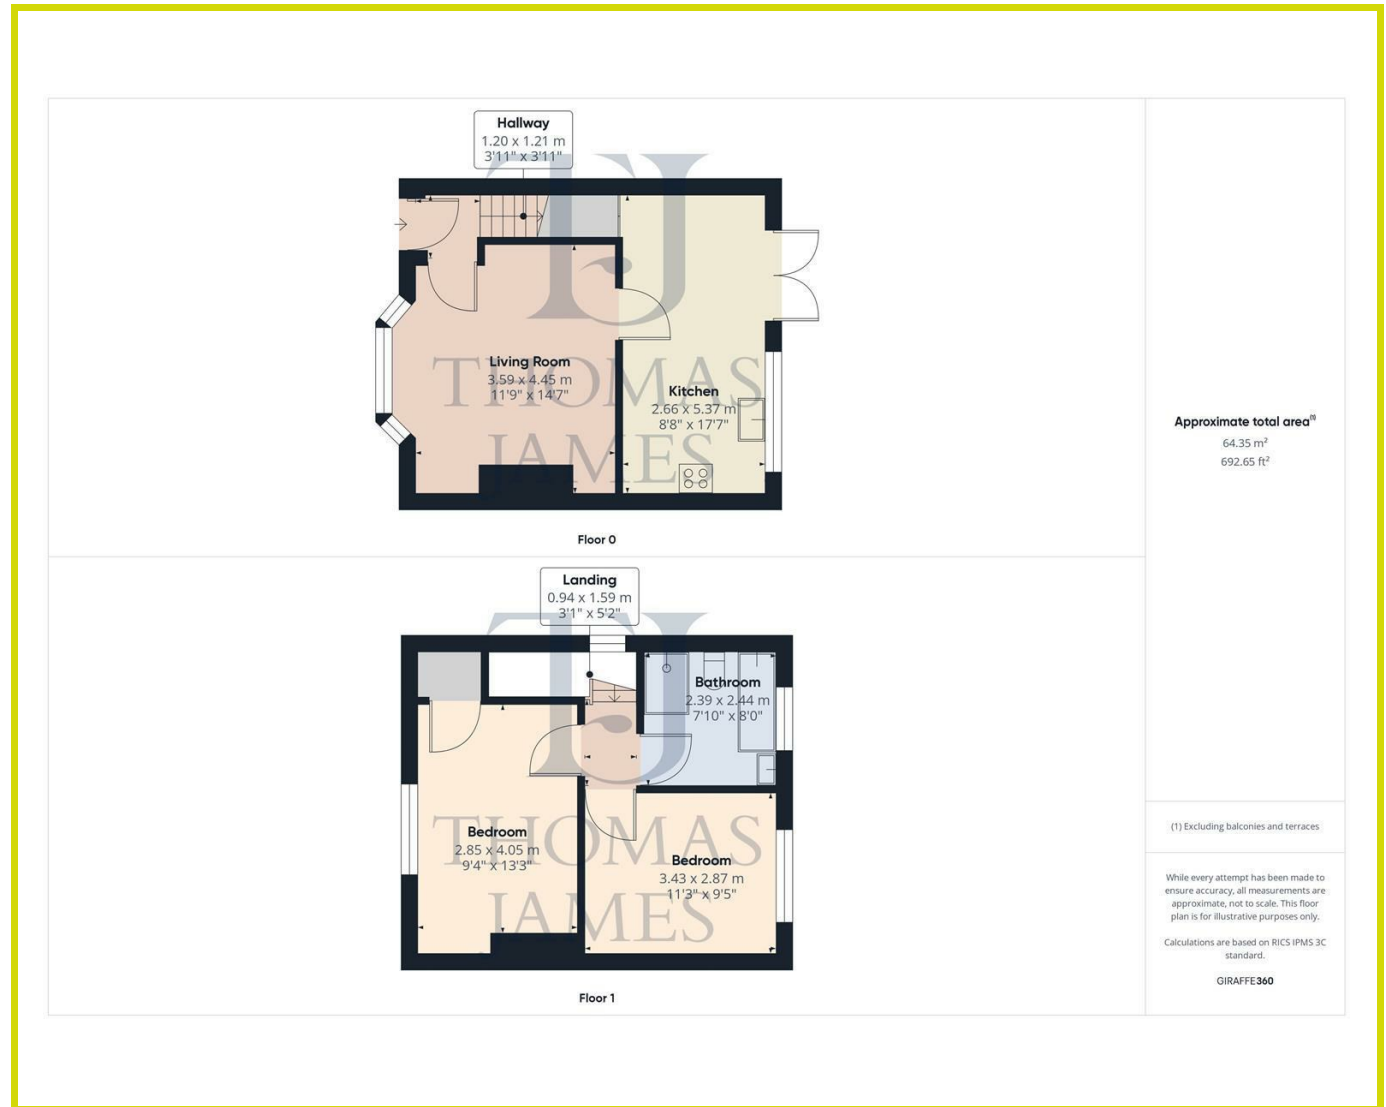 Hallway
1.20 x 1.21 m
3'11" x 3'11"
TJ
THOMAS
JAMES
Living Room
3.59 x 4.45 m
11'9" x 14'7"
Kitchen
2.66 x 5.37 m
8'8" x 17'7"
Floor 0
Landing
0.94 x 1.59 m
3'1" x 5'2"
TJ
THOMAS
JAMES
Bathroom
2.39 x 2.44 m
7'10" x 8'0"
Bedroom
2.85 x 4.05 m
9'4" x 13'3"
Bedroom
3.43 x 2.87 m
11'3" x 9'5"
Floor 1
Approximate total area(1)
64.35 m²
692.65 ft²
(1) Excluding balconies and terraces
While every attempt has been made to
ensure accuracy, all measurements are
approximate, not to scale. This floor
plan is for illustrative purposes only.
Calculations are based on RICS IPMS 3C
standard.
GIRAFFE360